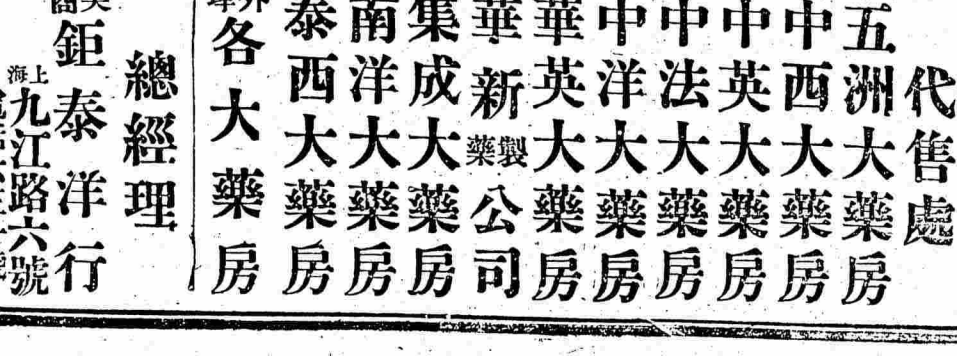 代售處
五洲大藥房
中西大藥房
中英大藥房
中法大藥房
中洋大藥房
華英大藥房
華新製藥公司
集成大藥房
南洋大藥房
泰西大藥房
各大藥房
總經理
鉅泰洋行
上海九江路六號